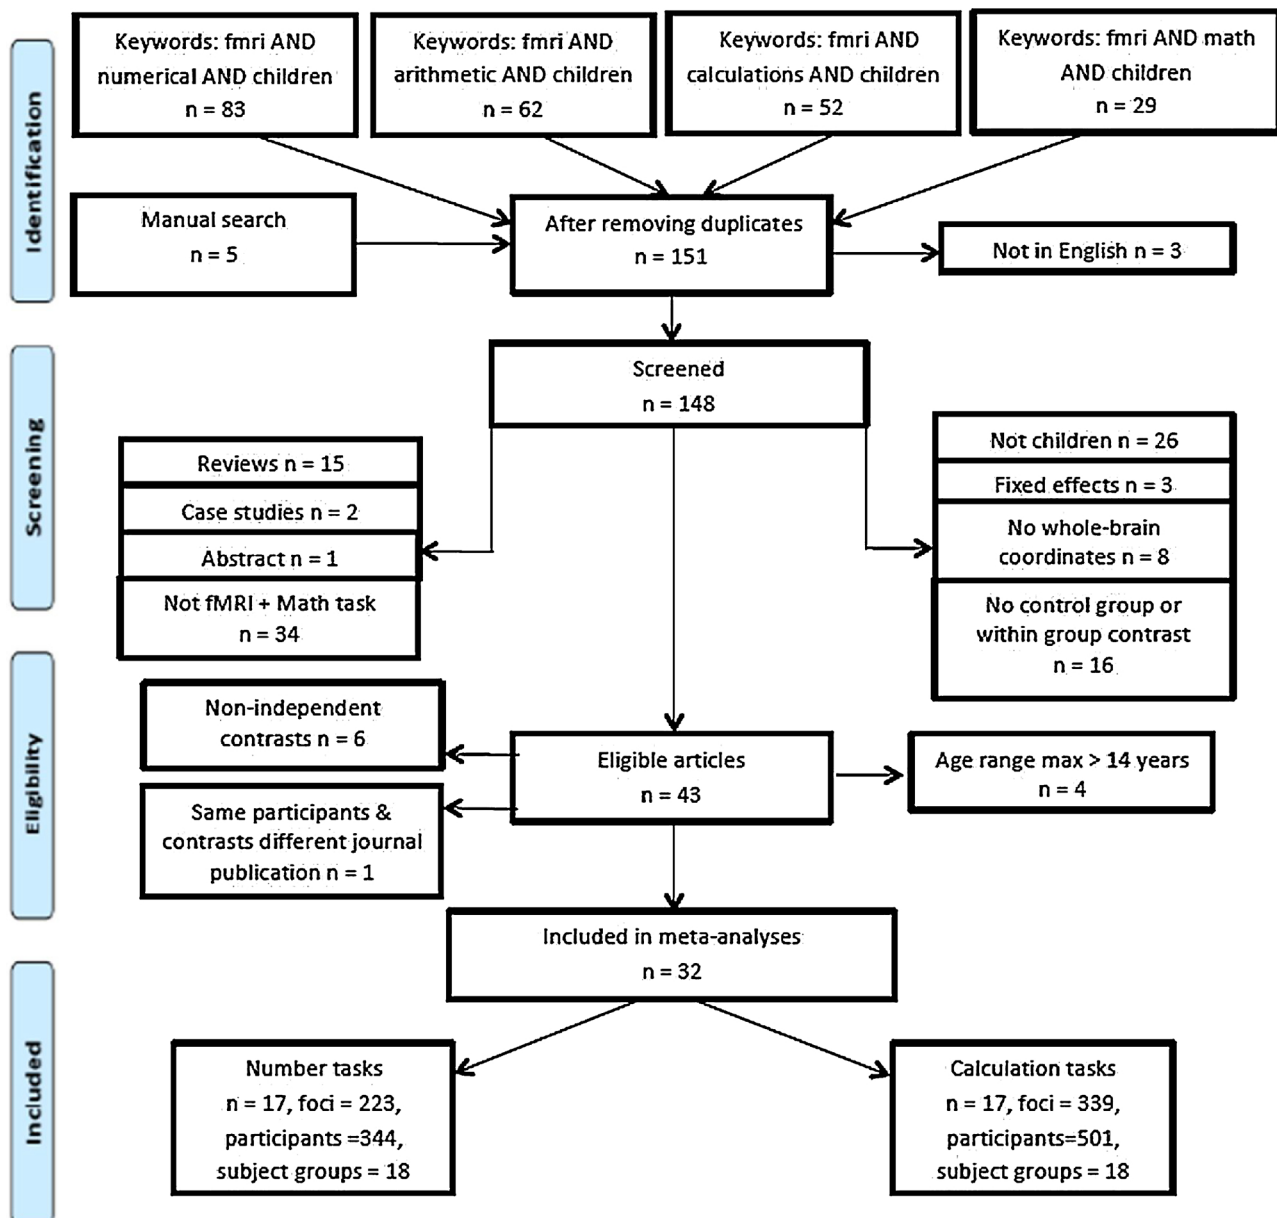 Identification
Keywords: fmri AND
numerical AND children
n = 83
Keywords: fmri AND
arithmetic AND children
n = 62
Keywords: fmri AND
calculations AND children
n = 52
Keywords: fmri AND math
AND children
n = 29
Manual search
n = 5
After removing duplicates
n = 151
Not in English n = 3
Screening
Screened
n = 148
Reviews n = 15
Case studies n = 2
Abstract n = 1
Not fMRI + Math task
n = 34
Not children n = 26
Fixed effects n = 3
No whole-brain
coordinates n = 8
No control group or
within group contrast
n = 16
Eligibility
Non-independent
contrasts n = 6
Same participants &
contrasts different journal
publication n = 1
Eligible articles
n = 43
Age range max > 14 years
n = 4
Included
Included in meta-analyses
n = 32
Number tasks
n = 17, foci = 223,
participants =344,
subject groups = 18
Calculation tasks
n = 17, foci = 339,
participants=501,
subject groups = 18